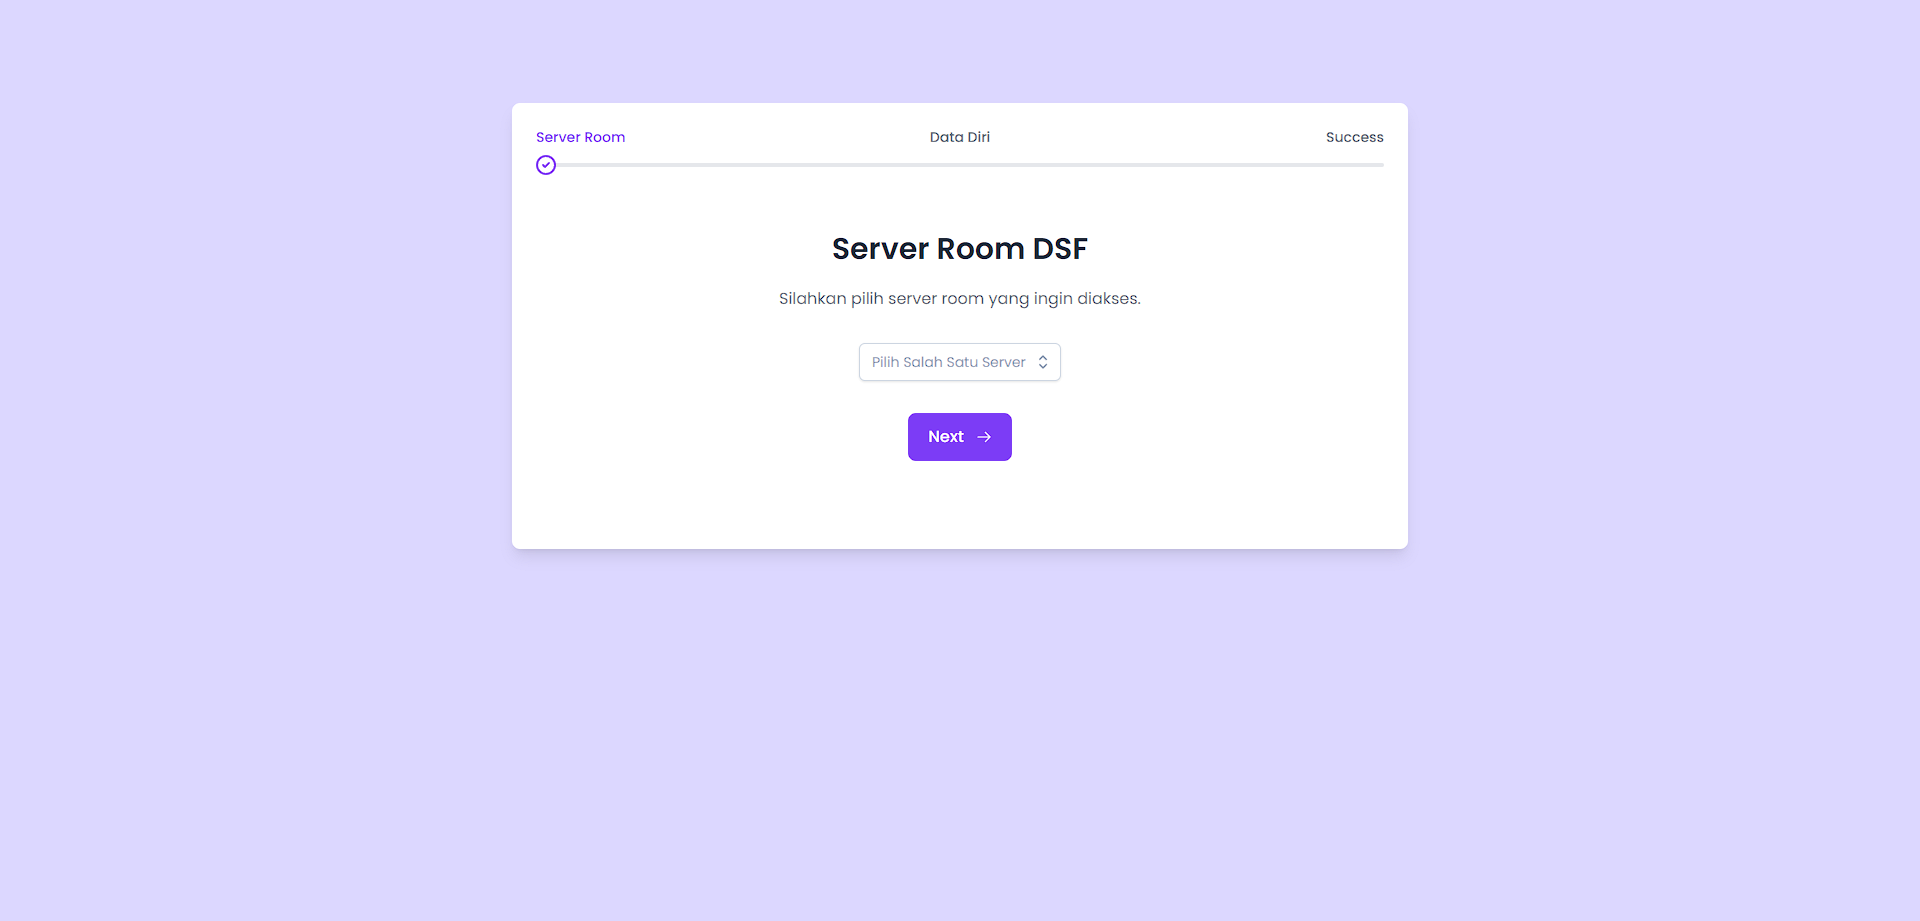 Server Room
Data Diri
Success
Server Room DSF
Silahkan pilih server room yang ingin diakses.
Pilih Salah Satu Server
Next